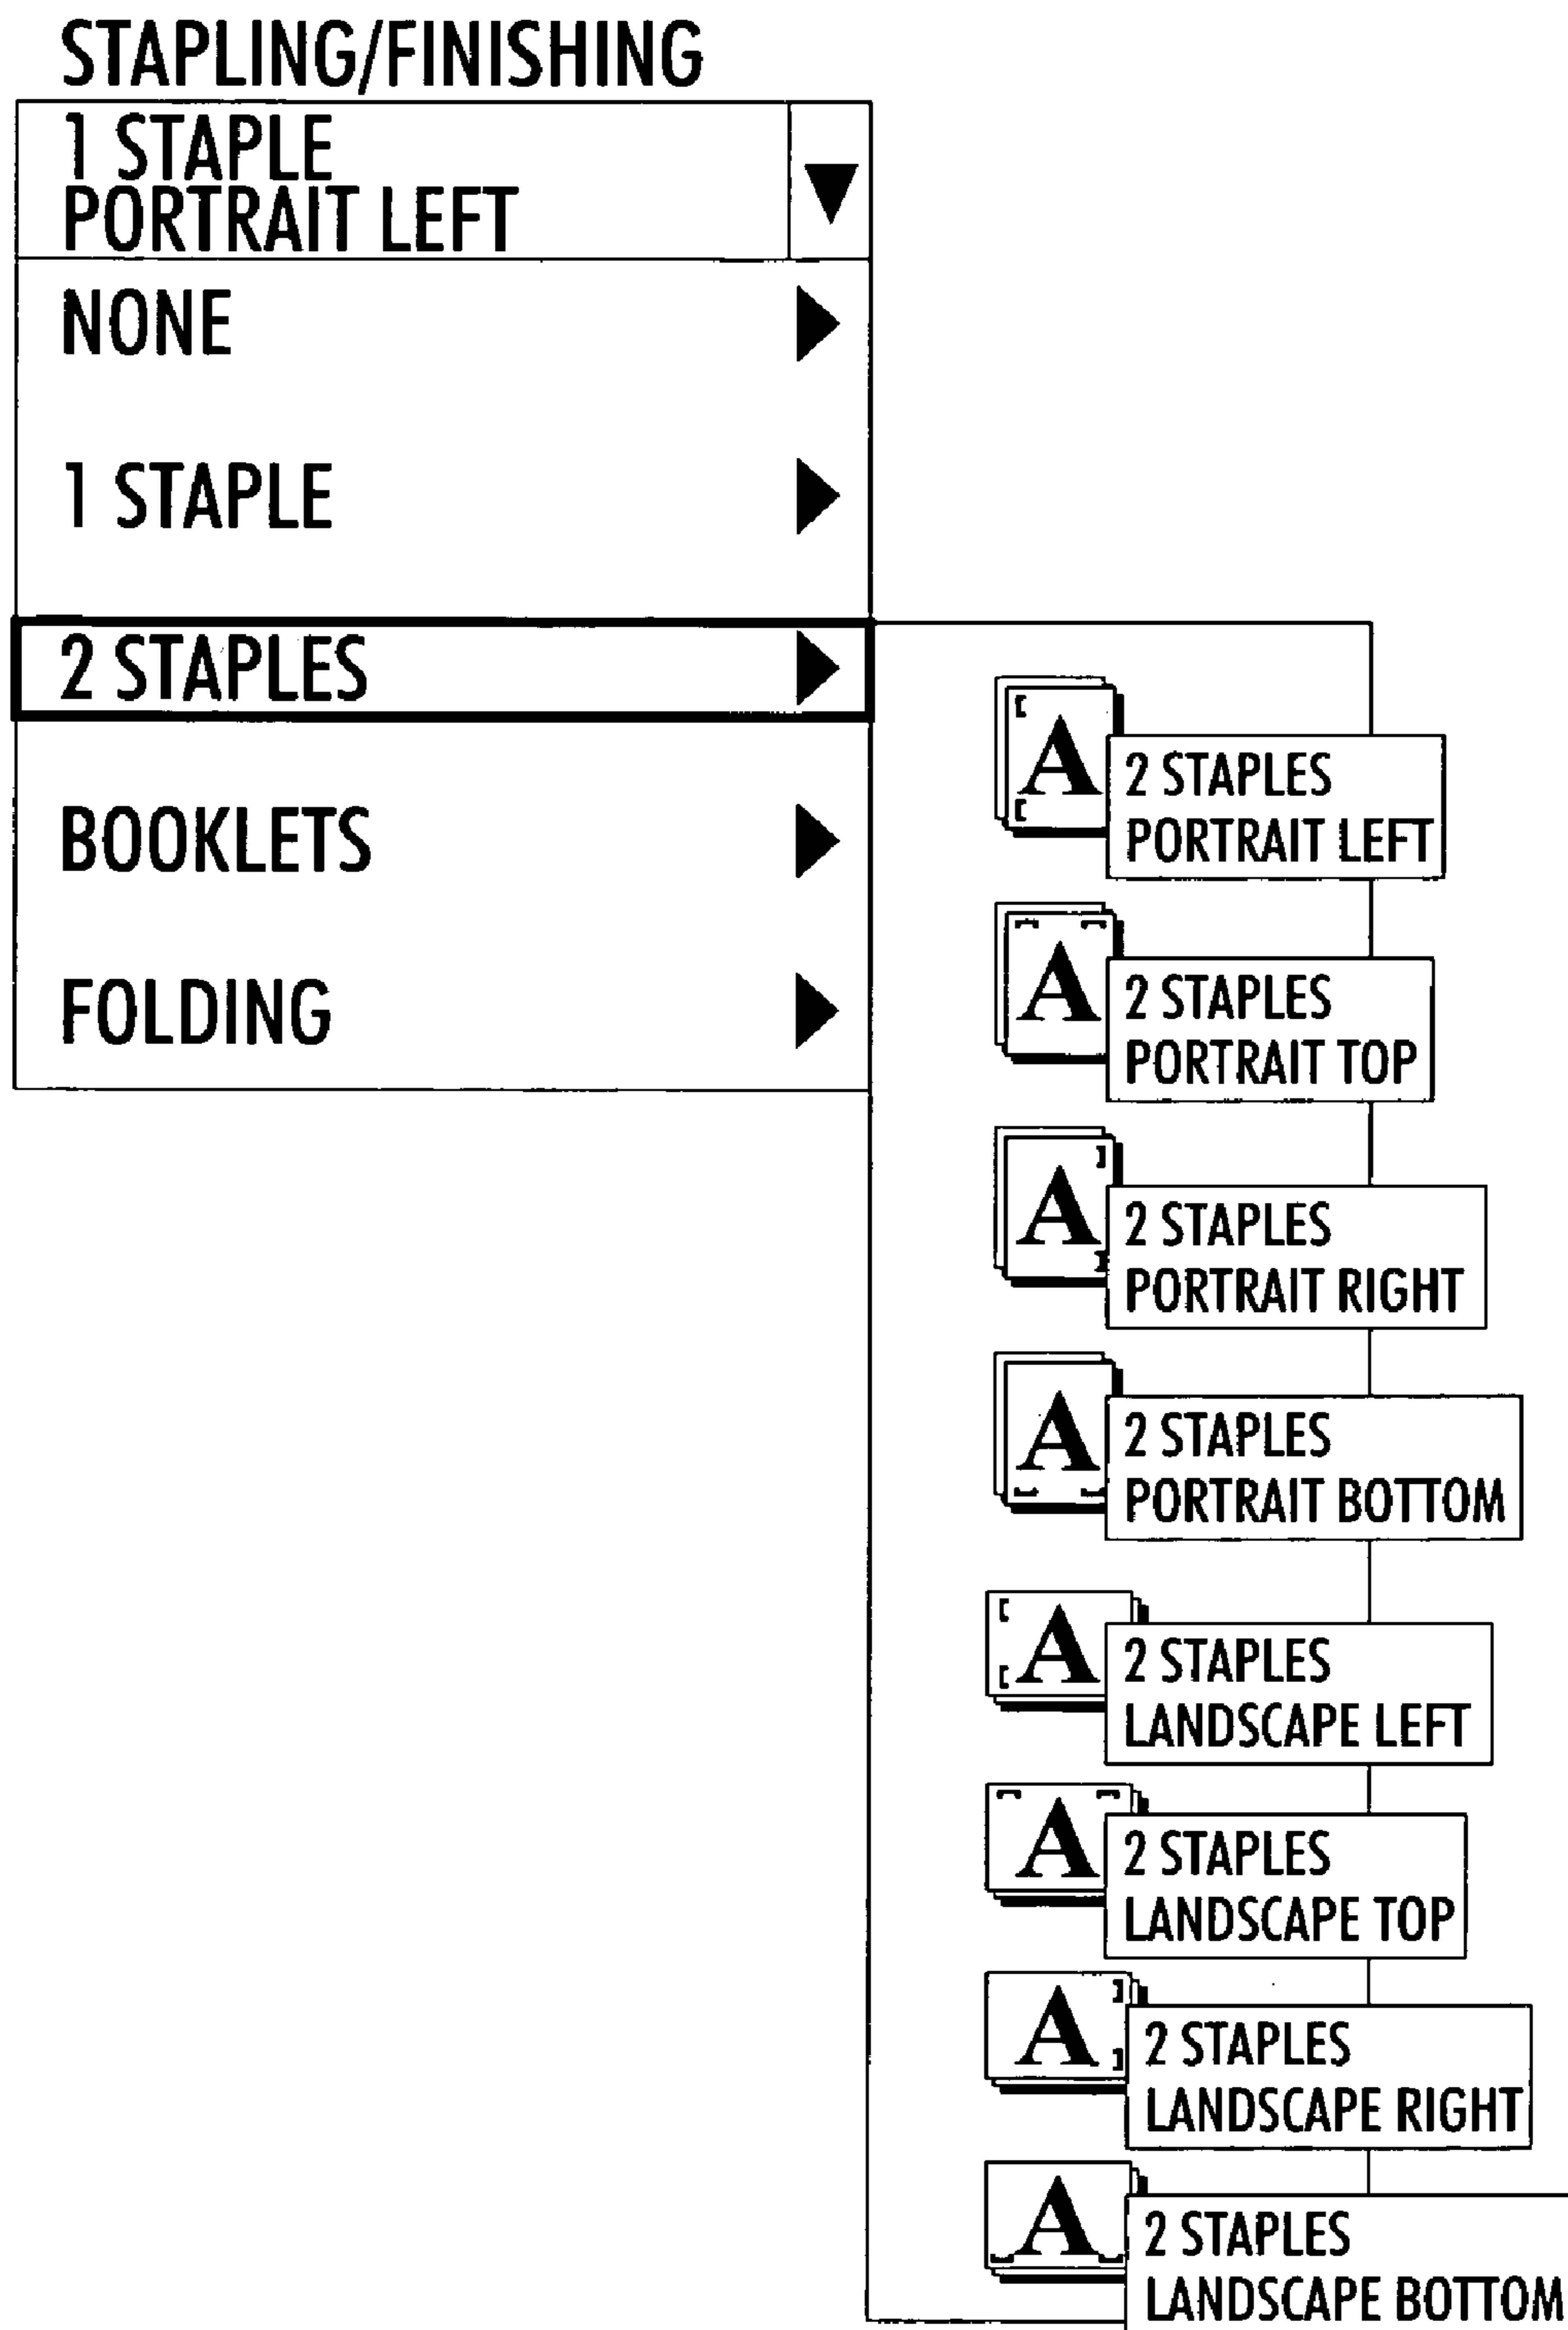 STAPLING/FINISHING
1 STAPLE
PORTRAIT LEFT
NONE
1 STAPLE
2 STAPLES
BOOKLETS
FOLDING
A
2 STAPLES
PORTRAIT LEFT
A
2 STAPLES
PORTRAIT TOP
A
2 STAPLES
PORTRAIT RIGHT
A
2 STAPLES
PORTRAIT BOTTOM
A
2 STAPLES
LANDSCAPE LEFT
A
2 STAPLES
LANDSCAPE TOP
A
2 STAPLES
LANDSCAPE RIGHT
A
2 STAPLES
LANDSCAPE BOTTOM